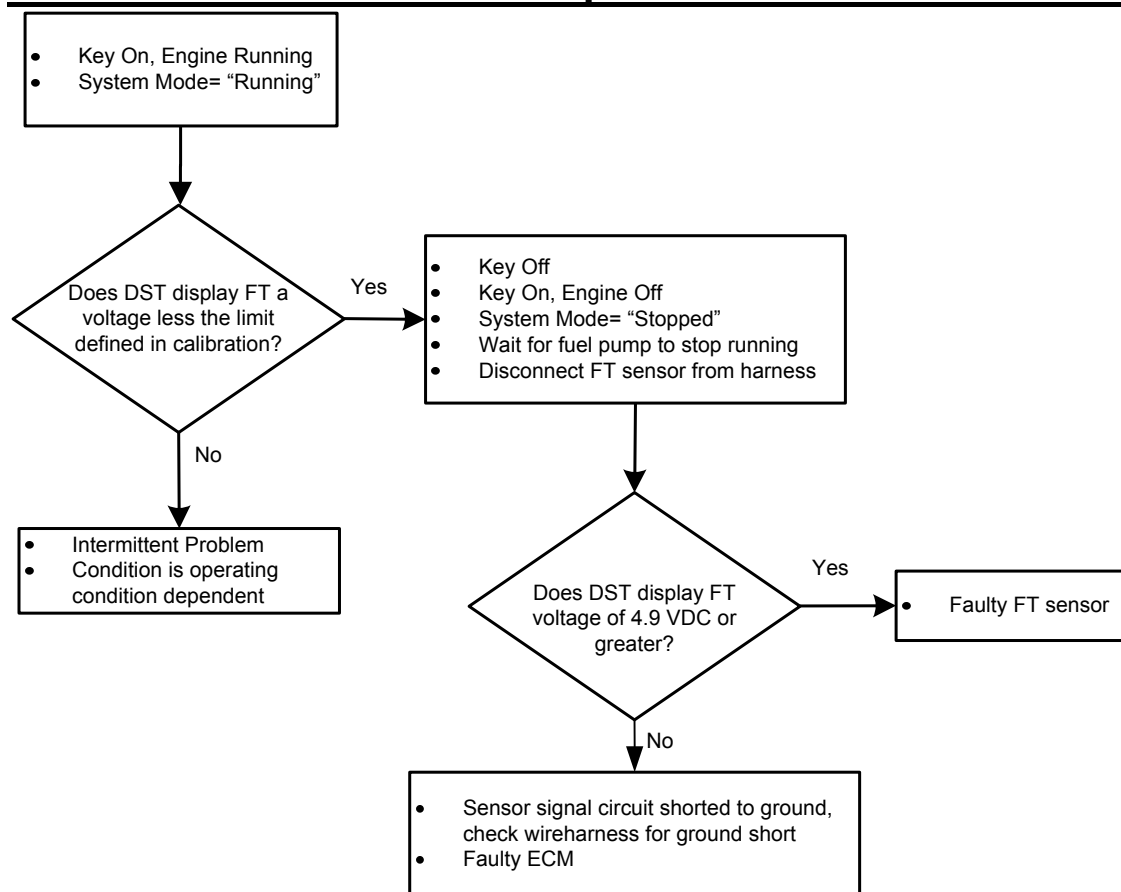 • Key On, Engine Running
• System Mode= “Running”
Does DST display FT a
voltage less the limit
defined in calibration?
Yes
• Key Off
• Key On, Engine Off
• System Mode= “Stopped”
• Wait for fuel pump to stop running
• Disconnect FT sensor from harness
No
• Intermittent Problem
• Condition is operating
condition dependent
Does DST display FT
voltage of 4.9 VDC or
greater?
Yes
• Faulty FT sensor
No
• Sensor signal circuit shorted to ground,
check wireharness for ground short
• Faulty ECM